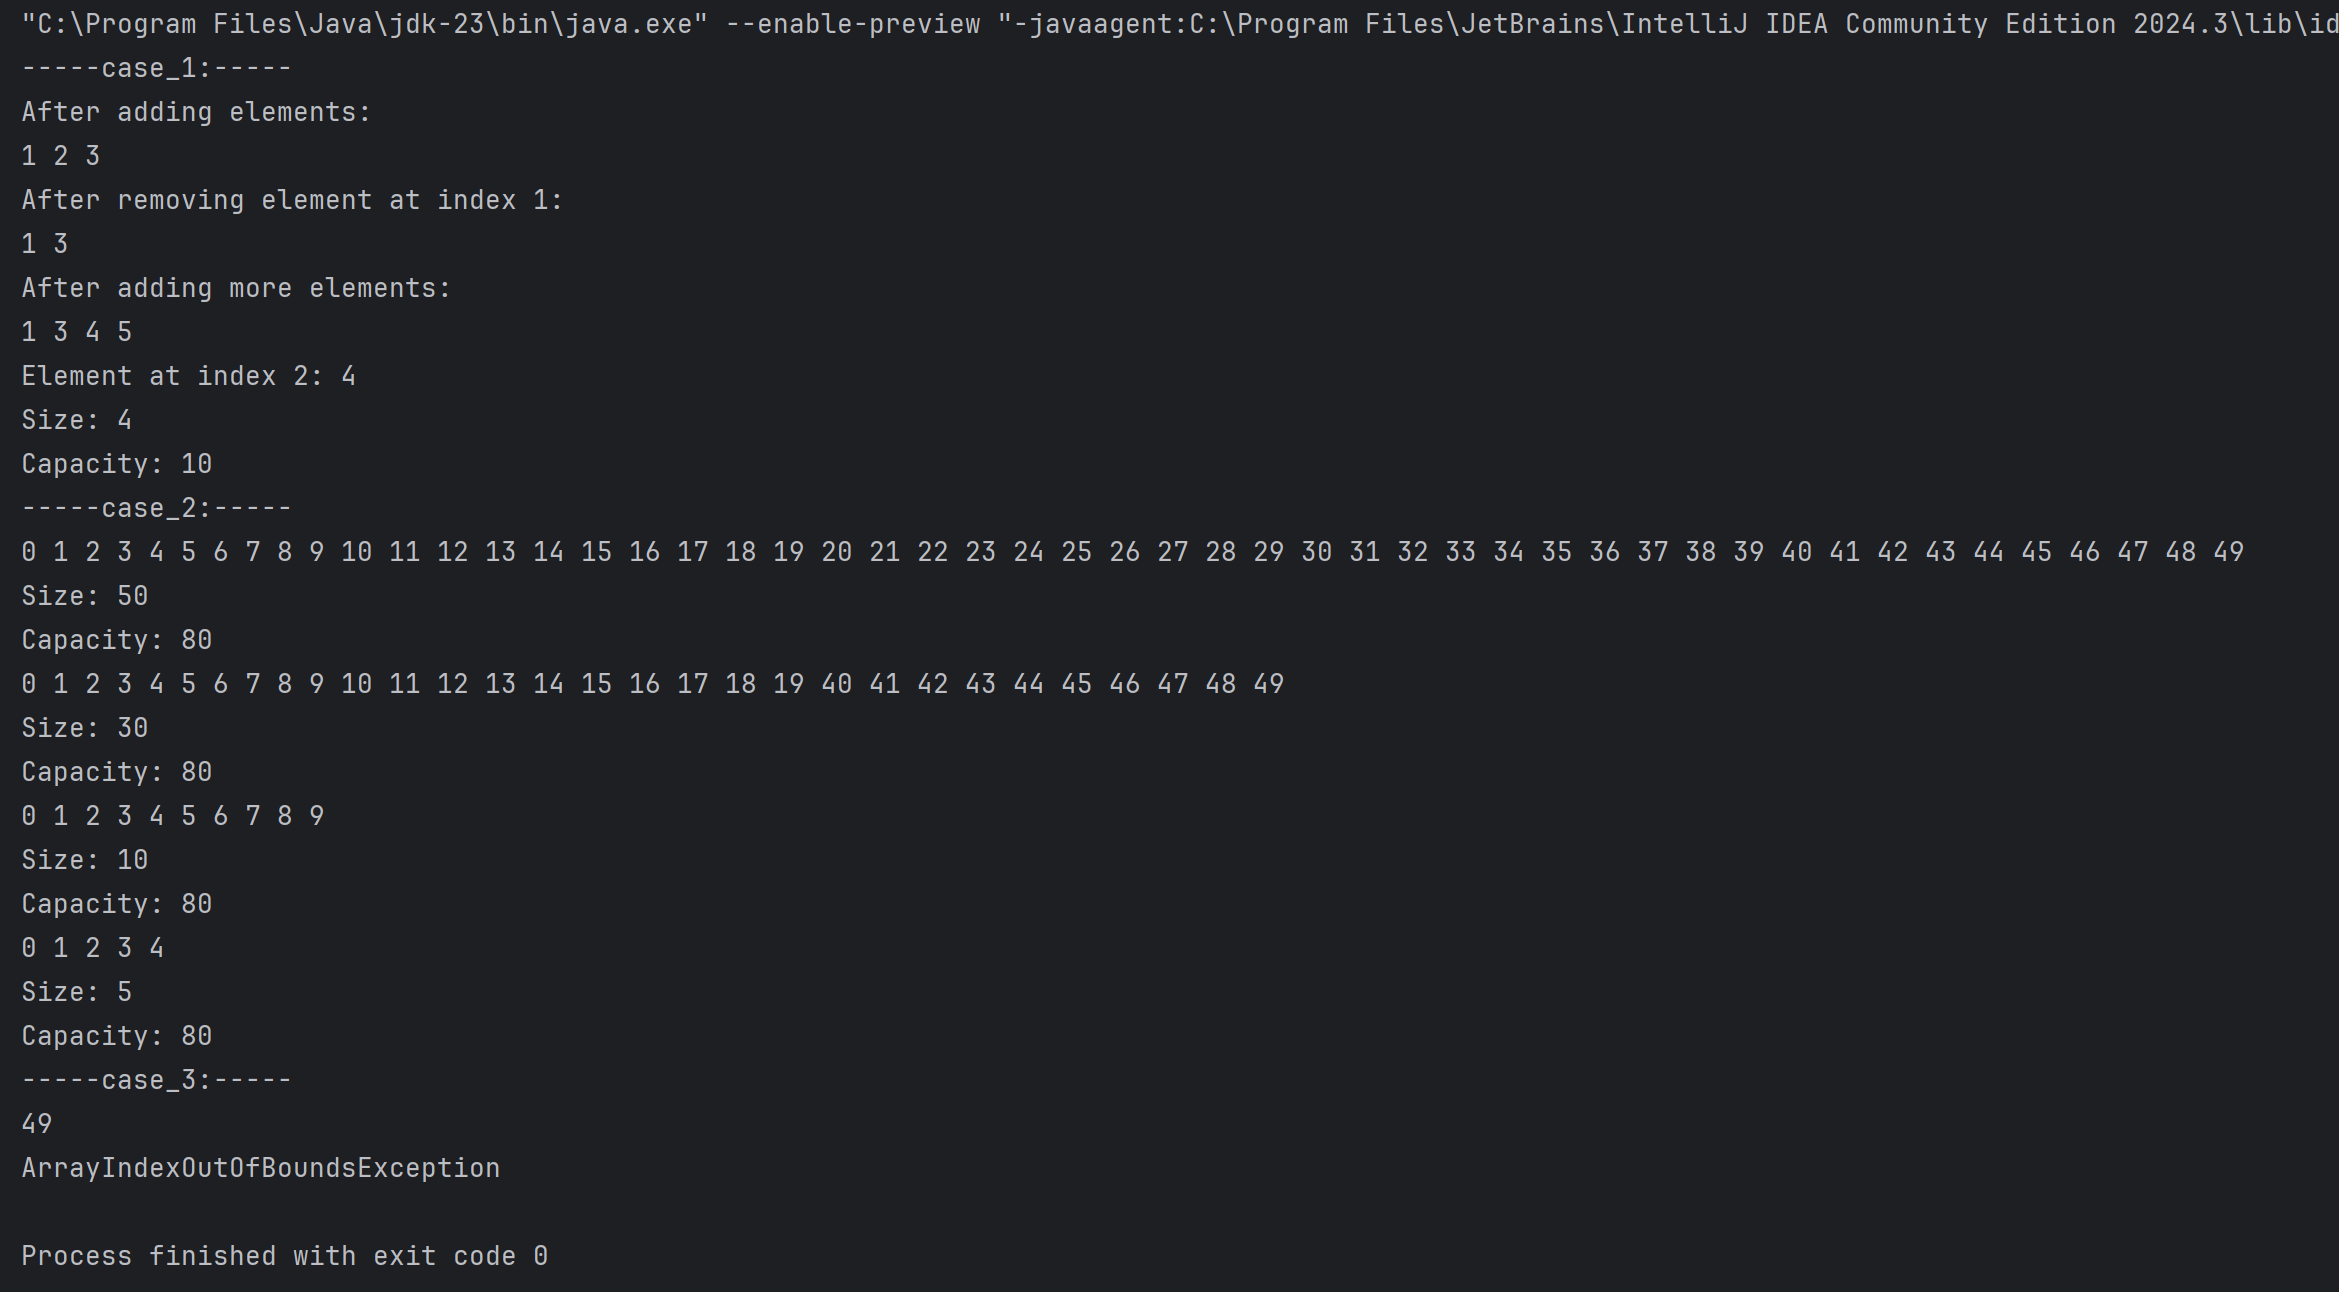 "C:\Program Files\Java\jdk-23\bin\java.exe" --enable-preview "-javaagent:C:\Program Files\JetBrains\IntelliJ IDEA Community Edition 2024.3\lib\id
-----case_1:-----
After adding elements:
1 2 3
After removing element at index 1:
1 3
After adding more elements:
1 3 4 5
Element at index 2: 4
Size: 4
Capacity: 10
-----case_2:-----
0 1 2 3 4 5 6 7 8 9 10 11 12 13 14 15 16 17 18 19 20 21 22 23 24 25 26 27 28 29 30 31 32 33 34 35 36 37 38 39 40 41 42 43 44 45 46 47 48 49
Size: 50
Capacity: 80
0 1 2 3 4 5 6 7 8 9 10 11 12 13 14 15 16 17 18 19 40 41 42 43 44 45 46 47 48 49
Size: 30
Capacity: 80
0 1 2 3 4 5 6 7 8 9
Size: 10
Capacity: 80
0 1 2 3 4
Size: 5
Capacity: 80
-----case_3:-----
49
ArrayIndexOutOfBoundsException
Process finished with exit code 0